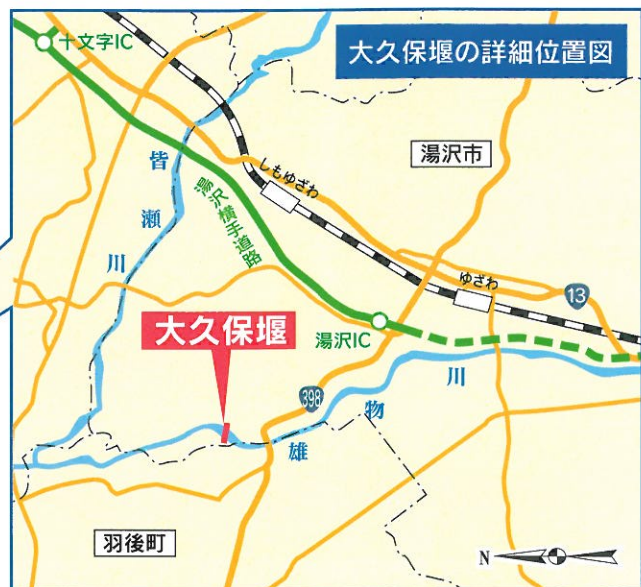 大久保堰の詳細位置図
十文字IC
湯沢市
しもゆざわ
皆瀬川
湯沢横手道路
ゆざわ
13
大久保堰
湯沢IC
398
雄物川
羽後町
N